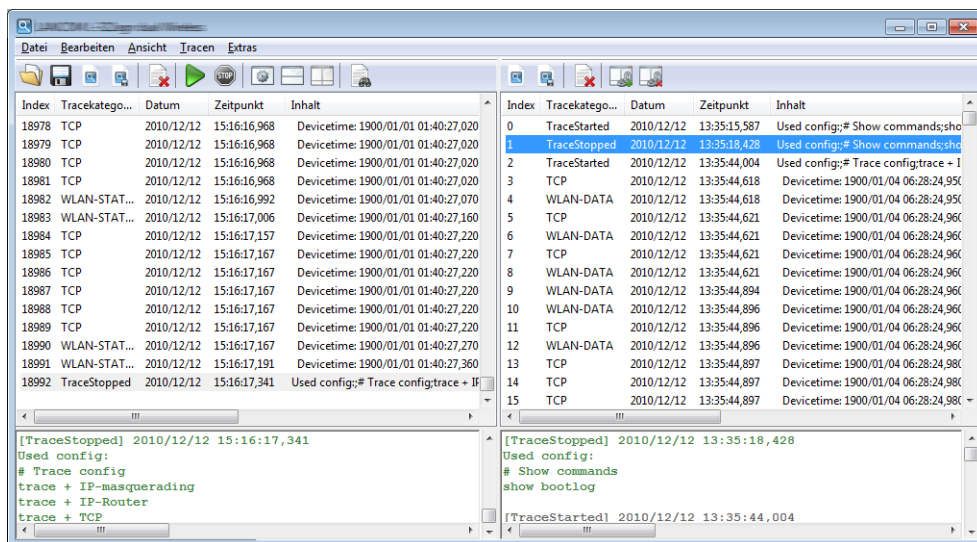 Datei Bearbeiten Ansicht Tracen Extras
STOP
Index Tracekatego... Datum Zeitpunkt Inhalt
18978 TCP 2010/12/12 15:16:16,968 Devicetime: 1900/01/01 01:40:27,020
18979 TCP 2010/12/12 15:16:16,968 Devicetime: 1900/01/01 01:40:27,020
18980 TCP 2010/12/12 15:16:16,968 Devicetime: 1900/01/01 01:40:27,020
18981 TCP 2010/12/12 15:16:16,968 Devicetime: 1900/01/01 01:40:27,020
18982 WLAN-STAT... 2010/12/12 15:16:16,992 Devicetime: 1900/01/01 01:40:27,070
18983 WLAN-STAT... 2010/12/12 15:16:17,006 Devicetime: 1900/01/01 01:40:27,160
18984 TCP 2010/12/12 15:16:17,157 Devicetime: 1900/01/01 01:40:27,220
18985 TCP 2010/12/12 15:16:17,167 Devicetime: 1900/01/01 01:40:27,220
18986 TCP 2010/12/12 15:16:17,167 Devicetime: 1900/01/01 01:40:27,220
18987 TCP 2010/12/12 15:16:17,167 Devicetime: 1900/01/01 01:40:27,220
18988 TCP 2010/12/12 15:16:17,167 Devicetime: 1900/01/01 01:40:27,220
18989 TCP 2010/12/12 15:16:17,167 Devicetime: 1900/01/01 01:40:27,220
18990 WLAN-STAT... 2010/12/12 15:16:17,167 Devicetime: 1900/01/01 01:40:27,270
18991 WLAN-STAT... 2010/12/12 15:16:17,191 Devicetime: 1900/01/01 01:40:27,360
18992 TraceStopped 2010/12/12 15:16:17,341 Used config:;# Trace config;trace + IF
[TraceStopped] 2010/12/12 15:16:17,341
Used config:
# Trace config
trace + IP-masquerading
trace + IP-Router
trace + TCP
Index Tracekatego... Datum Zeitpunkt Inhalt
0 TraceStarted 2010/12/12 13:35:15,587 Used config:;# Show commands;sho
1 TraceStopped 2010/12/12 13:35:18,428 Used config:;# Show commands;sho
2 TraceStarted 2010/12/12 13:35:44,004 Used config:;# Trace config;trace + I
3 TCP 2010/12/12 13:35:44,618 Devicetime: 1900/01/04 06:28:24,950
4 WLAN-DATA 2010/12/12 13:35:44,618 Devicetime: 1900/01/04 06:28:24,950
5 TCP 2010/12/12 13:35:44,621 Devicetime: 1900/01/04 06:28:24,960
6 WLAN-DATA 2010/12/12 13:35:44,621 Devicetime: 1900/01/04 06:28:24,960
7 TCP 2010/12/12 13:35:44,621 Devicetime: 1900/01/04 06:28:24,960
8 WLAN-DATA 2010/12/12 13:35:44,621 Devicetime: 1900/01/04 06:28:24,960
9 WLAN-DATA 2010/12/12 13:35:44,894 Devicetime: 1900/01/04 06:28:24,960
10 WLAN-DATA 2010/12/12 13:35:44,896 Devicetime: 1900/01/04 06:28:24,960
11 TCP 2010/12/12 13:35:44,896 Devicetime: 1900/01/04 06:28:24,960
12 WLAN-DATA 2010/12/12 13:35:44,896 Devicetime: 1900/01/04 06:28:24,960
13 TCP 2010/12/12 13:35:44,897 Devicetime: 1900/01/04 06:28:24,980
14 TCP 2010/12/12 13:35:44,897 Devicetime: 1900/01/04 06:28:24,980
15 TCP 2010/12/12 13:35:44,897 Devicetime: 1900/01/04 06:28:24,980
[TraceStopped] 2010/12/12 13:35:18,428
Used config:
# Show commands
show bootlog
[TraceStarted] 2010/12/12 13:35:44,004